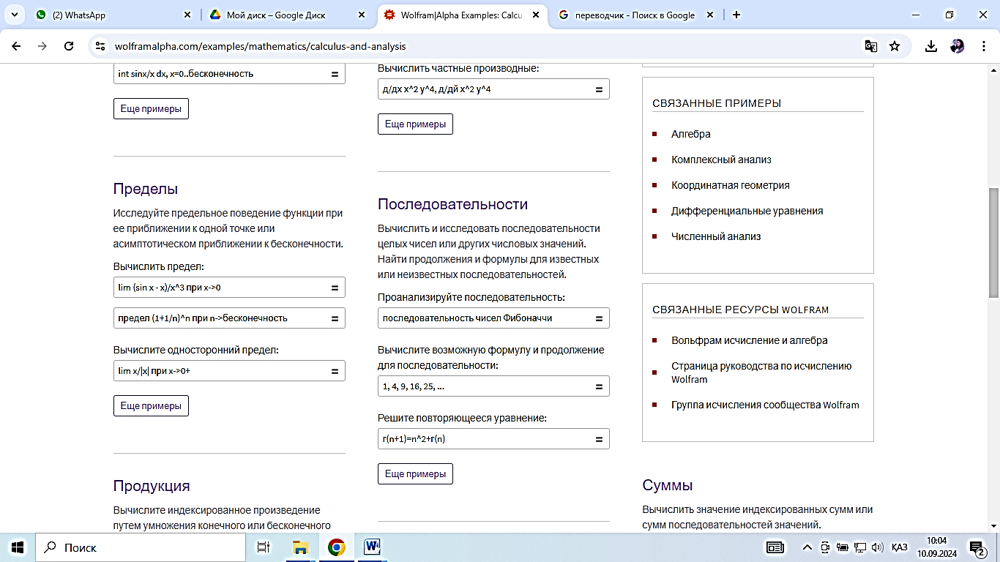 (2) WhatsApp
Мой диск – Google Диск
Wolfram|Alpha Examples: Calcu
переводчик - Поиск в Google
wolframalpha.com/examples/mathematics/calculus-and-analysis
int sinx/x dx, x=0..бесконечность =
Еще примеры
Пределы
Исследуйте предельное поведение функции при
ее приближении к одной точке или
асимптотическом приближении к бесконечности.
Вычислить предел:
lim (sin x - x)/x^3 при x->0 =
предел (1+1/n)^n при n->бесконечность =
Вычислите односторонний предел:
lim x/|x| при x->0+ =
Еще примеры
Продукция
Вычислите индексированное произведение
путем умножения конечного или бесконечного
Вычислить частные производные:
д/дх x^2 y^4, д/дй x^2 y^4 =
Еще примеры
Последовательности
Вычислить и исследовать последовательности
целых чисел или других числовых значений.
Найти продолжения и формулы для известных
или неизвестных последовательностей.
Проанализируйте последовательность:
последовательность чисел Фибоначчи =
Вычислите возможную формулу и продолжение
для последовательности:
1, 4, 9, 16, 25, ... =
Решите повторяющееся уравнение:
г(n+1)=n^2+г(n) =
Еще примеры
СВЯЗАННЫЕ ПРИМЕРЫ
Алгебра
Комплексный анализ
Координатная геометрия
Дифференциальные уравнения
Численный анализ
СВЯЗАННЫЕ РЕСУРСЫ WOLFRAM
Вольфрам исчисление и алгебра
Страница руководства по исчислению
Wolfram
Группа исчисления сообщества Wolfram
Суммы
Вычислить значение индексированных сумм или
сумм последовательностей значений.
Поиск
ҚАЗ
10:04
10.09.2024
2